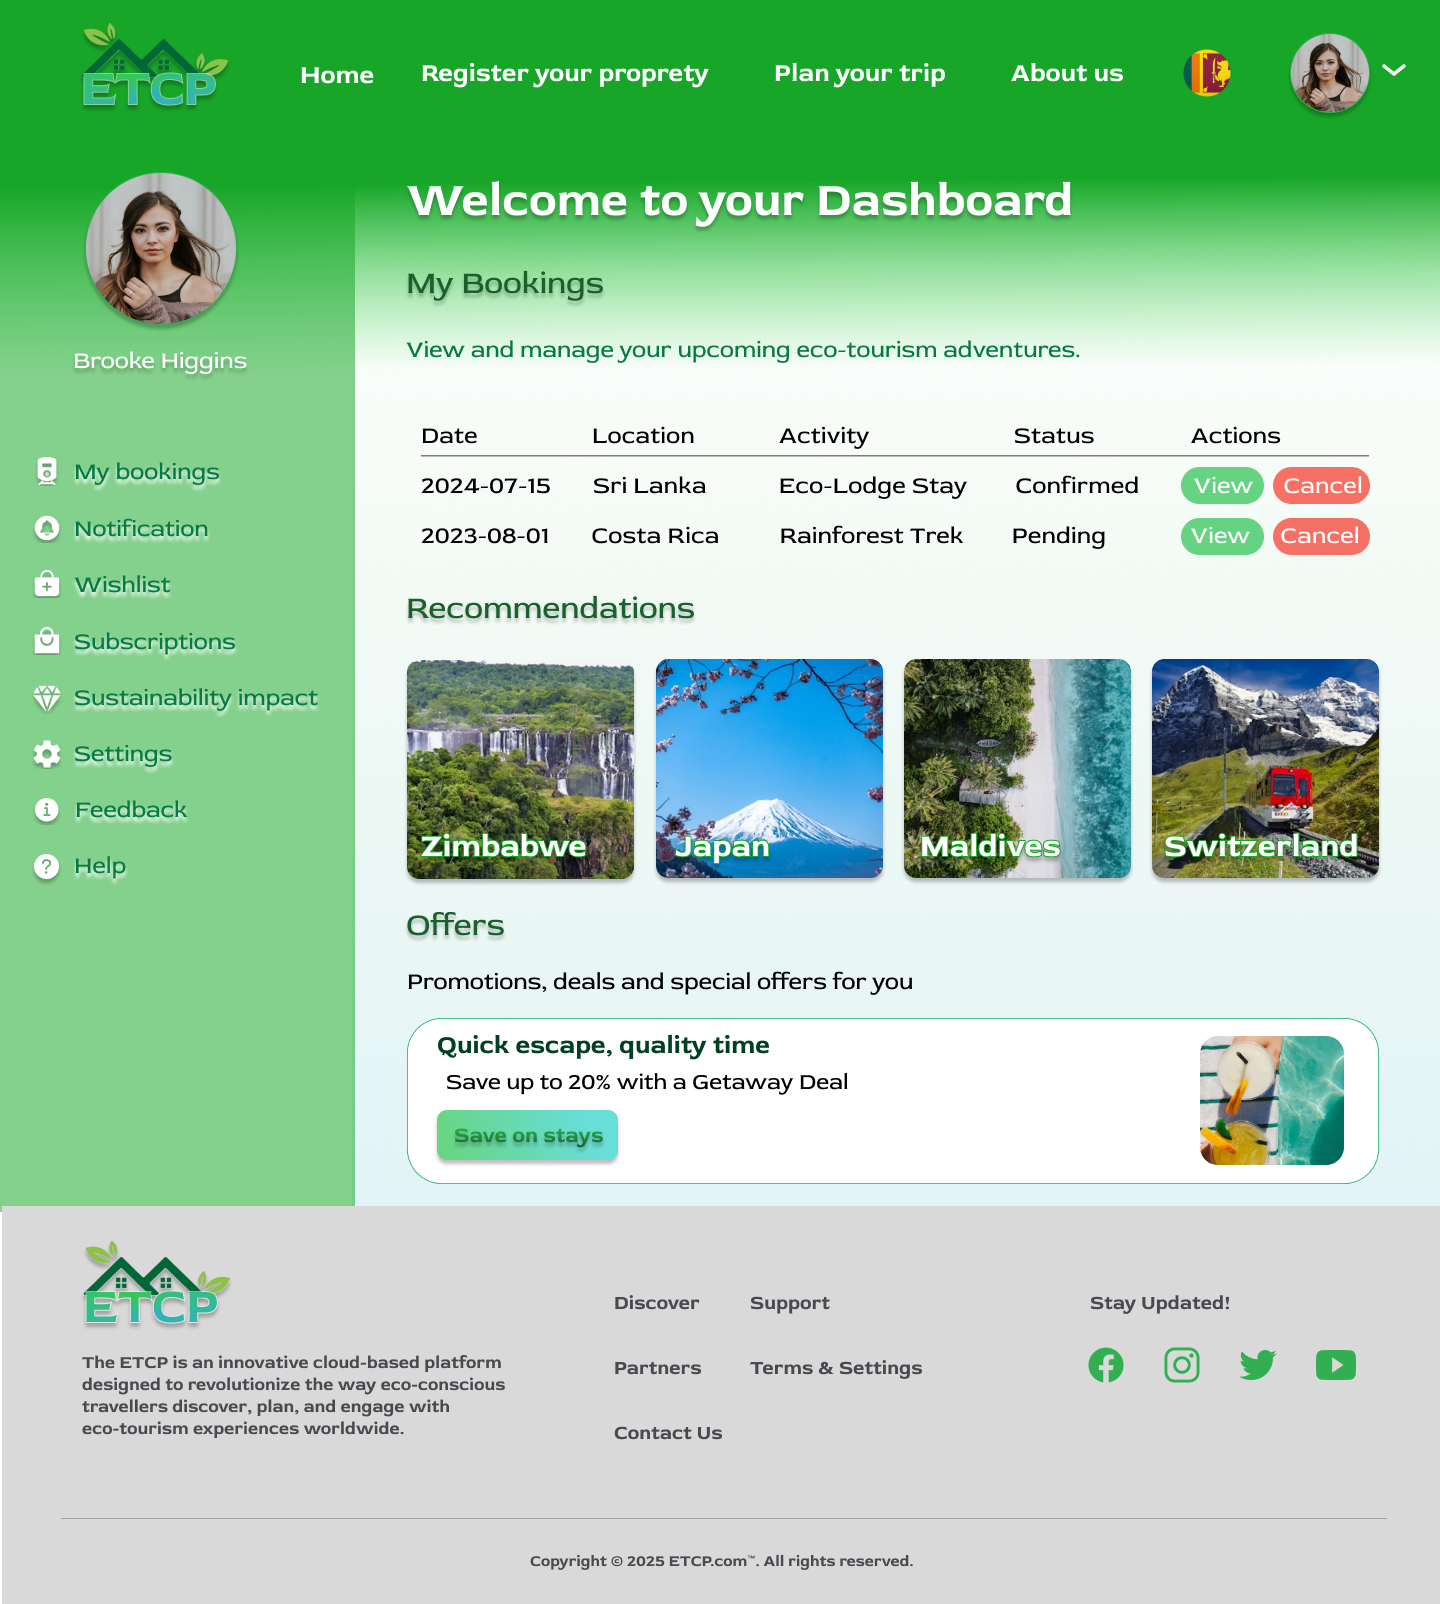 ETCP
Home
Register your proprety
Plan your trip
About us
Welcome to your Dashboard
Brooke Higgins
My bookings
Notification
Wishlist
Subscriptions
Sustainability impact
Settings
Feedback
Help
My Bookings
View and manage your upcoming eco-tourism adventures.
Date Location Activity Status Actions
2024-07-15 Sri Lanka Eco-Lodge Stay Confirmed View Cancel
2023-08-01 Costa Rica Rainforest Trek Pending View Cancel
Recommendations
Zimbabwe
Japan
Maldives
Switzerland
Offers
Promotions, deals and special offers for you
Quick escape, quality time
Save up to 20% with a Getaway Deal
Save on stays
ETCP
The ETCP is an innovative cloud-based platform
designed to revolutionize the way eco-conscious
travellers discover, plan, and engage with
eco-tourism experiences worldwide.
Discover
Support
Partners
Terms & Settings
Contact Us
Stay Updated!
Copyright © 2025 ETCP.com™. All rights reserved.